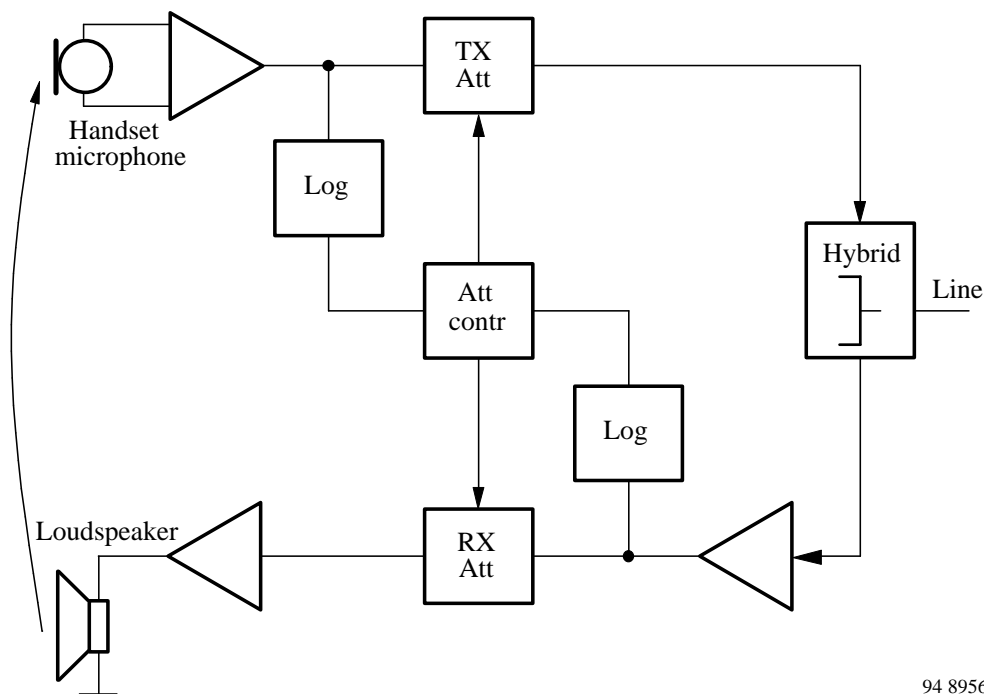 TX
Att
Handset
microphone
Log
Hybrid
Att
contr
Line
Log
Loudspeaker
RX
Att
94 8956